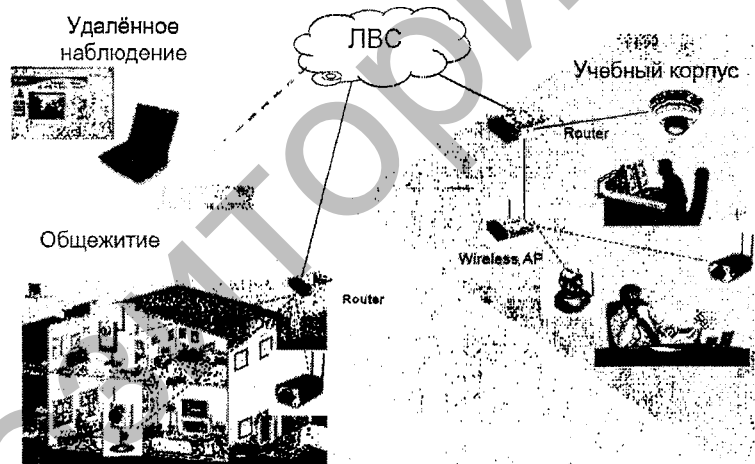 Удалённое
наблюдение
ЛВС
Учебный корпус
Router
Wireless AP
Общежитие
Router